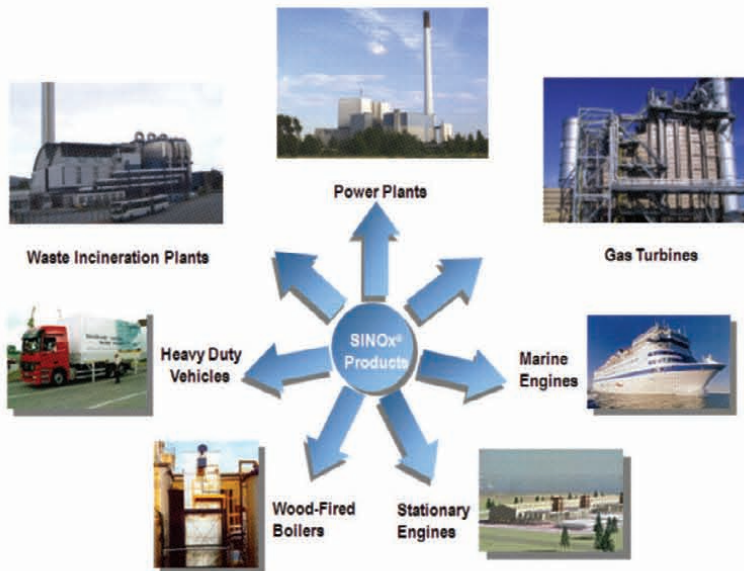 Power Plants
Waste Incineration Plants
Gas Turbines
SINOx®
Products
Heavy Duty
Vehicles
Marine
Engines
Wood-Fired
Boilers
Stationary
Engines